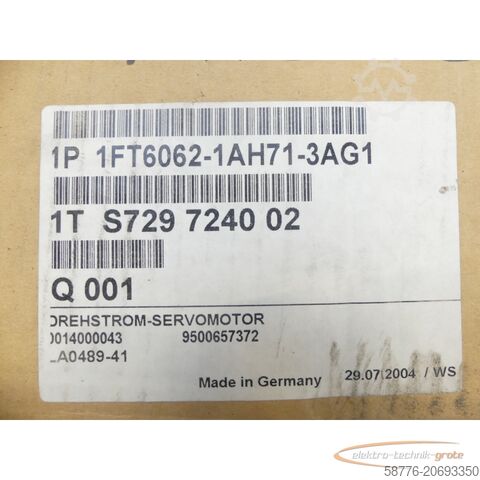 1P 1FT6062-1AH71-3AG1
1T S729 7240 02
Q 001
DREHSTROM-SERVOMOTOR
0014000043 9500657372
LA0489-41
Made in Germany 29.07.2004 / WS
elektro-technik-grote
58776-20693350